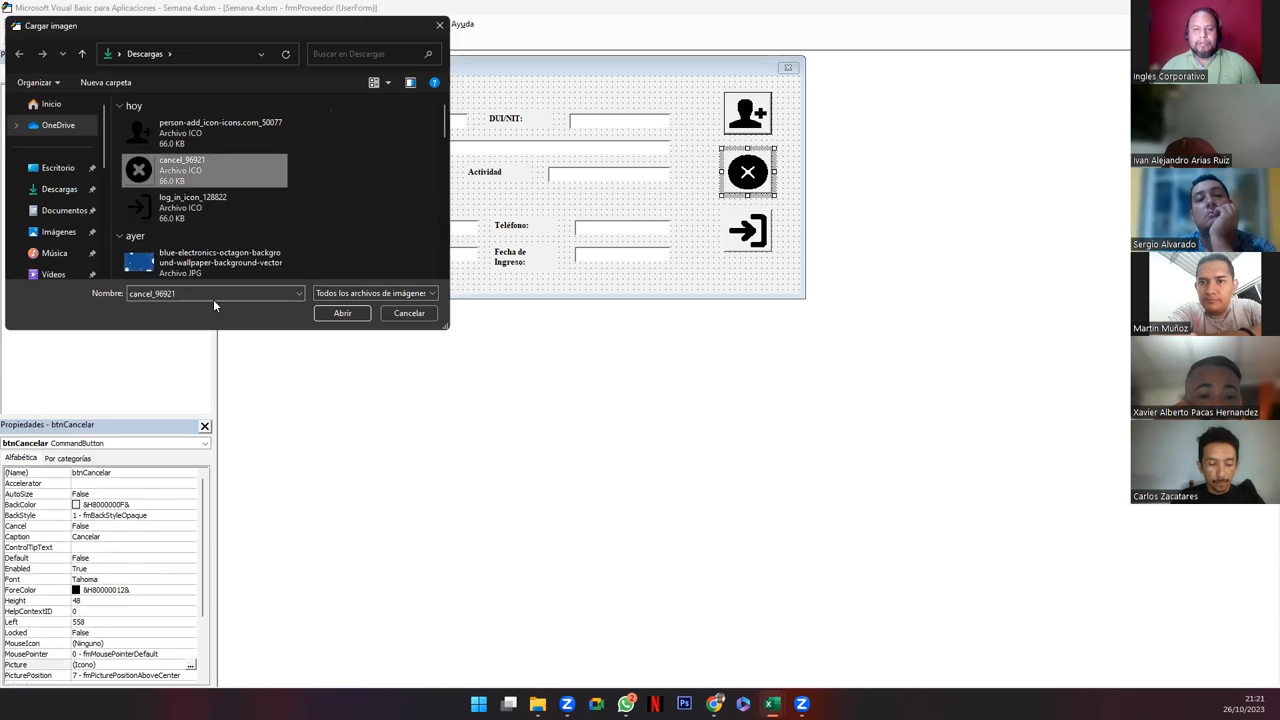 Microsoft Visual Basic para Aplicaciones - Semana 4.xlsm - [Semana 4.xlsm - frmProveedor (UserForm)]
Cargar imagen
Ayuda
Descargas
Buscar en Descargas
Organizar
Nueva carpeta
Inicio
OneDrive
Escritorio
Descargas
Documentos
Imágenes
Música
Vídeos
hoy
person-add_icon-icons.com_50077
Archivo ICO
66.0 KB
cancel_96921
Archivo ICO
66.0 KB
log_in_icon_128822
Archivo ICO
66.0 KB
ayer
blue-electronics-octagon-backgro
und-wallpaper-background-vector
Archivo JPG
Nombre:
cancel_96921
Todos los archivos de imágenes
Abrir
Cancelar
DUI/NIT:
Actividad
Teléfono:
Fecha de
Ingreso:
Propiedades - btnCancelar
btnCancelar CommandButton
Alfabética
Por categorías
(Name) btnCancelar
Accelerator
AutoSize False
BackColor &H8000000F&
BackStyle 1 - fmBackStyleOpaque
Cancel False
Caption Cancelar
ControlTipText
Default False
Enabled True
Font Tahoma
ForeColor &H80000012&
Height 48
HelpContextID 0
Left 558
Locked False
MouseIcon (Ninguno)
MousePointer 0 - fmMousePointerDefault
Picture (Icono) ...
PicturePosition 7 - fmPicturePositionAboveCenter
Ingles Corporativo
Ivan Alejandro Arias Ruiz
Sergio Alvarado
Martin Muñoz
Xavier Alberto Pacas Hernandez
Carlos Zacatares
2
N
Ps
21:21
26/10/2023